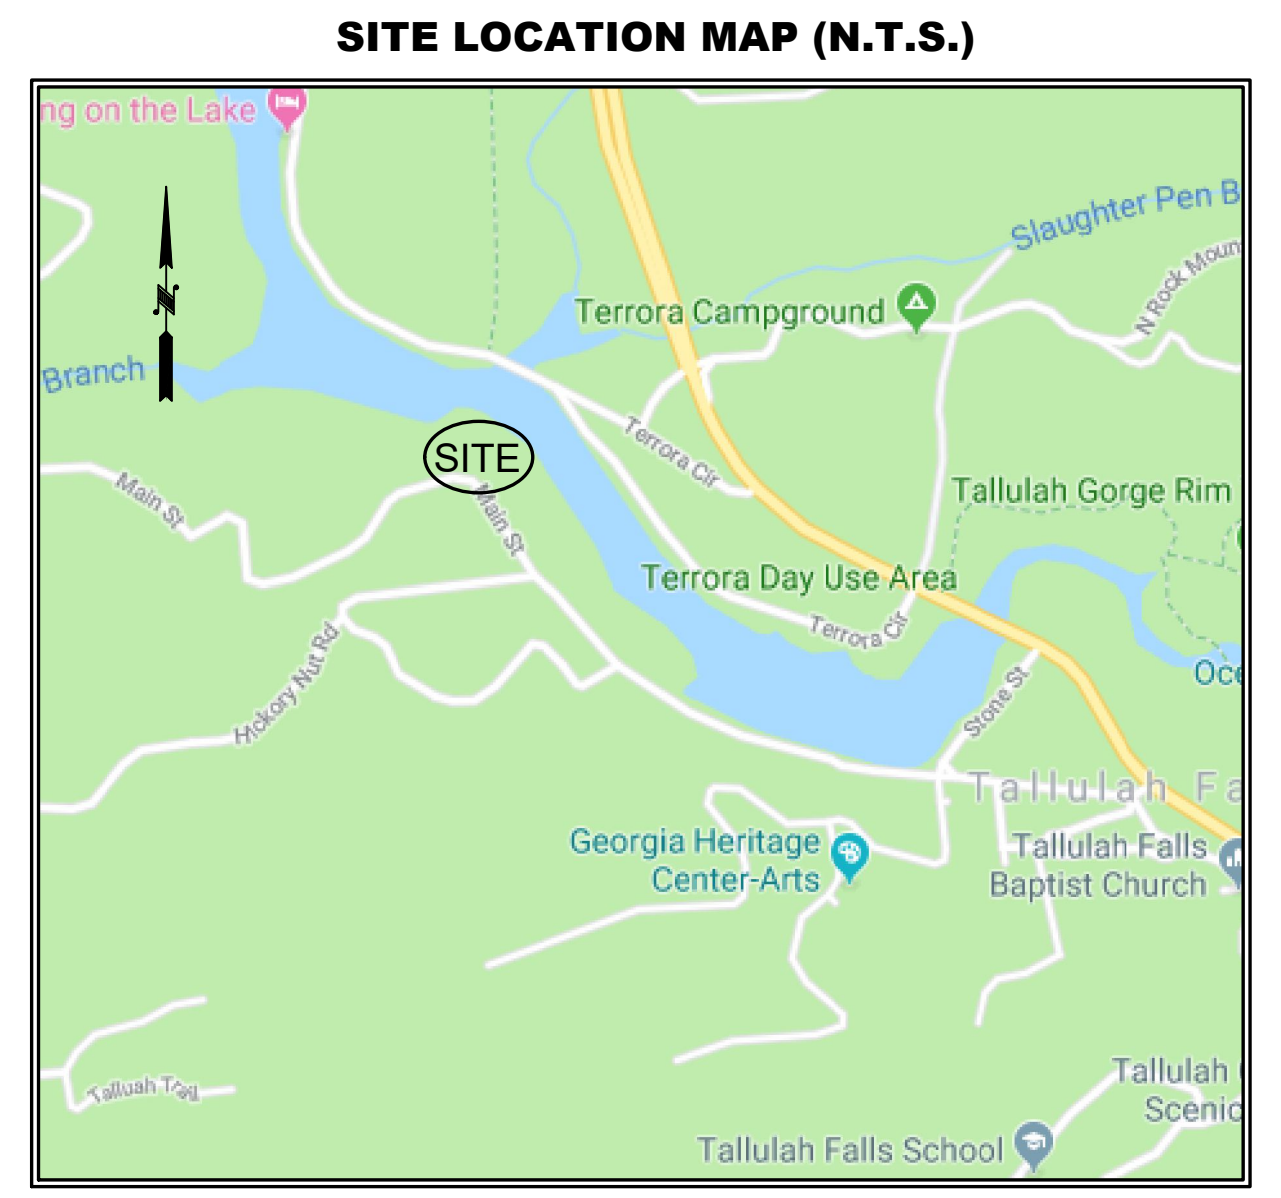 SITE LOCATION MAP (N.T.S.)
ng on the Lake
Slaughter Pen B
N Rock Moun
Terrora Campground
N
Branch
SITE
Terrora Cir
Main St
Main St
Tallulah Gorge Rim
Terrora Day Use Area
Terrora Cir
Hickory Nut Rd
Oce
Stone St
Tallulah Fa
Georgia Heritage
Center-Arts
Tallulah Falls
Baptist Church
Talluah Trail
Tallulah
Scenic
Tallulah Falls School